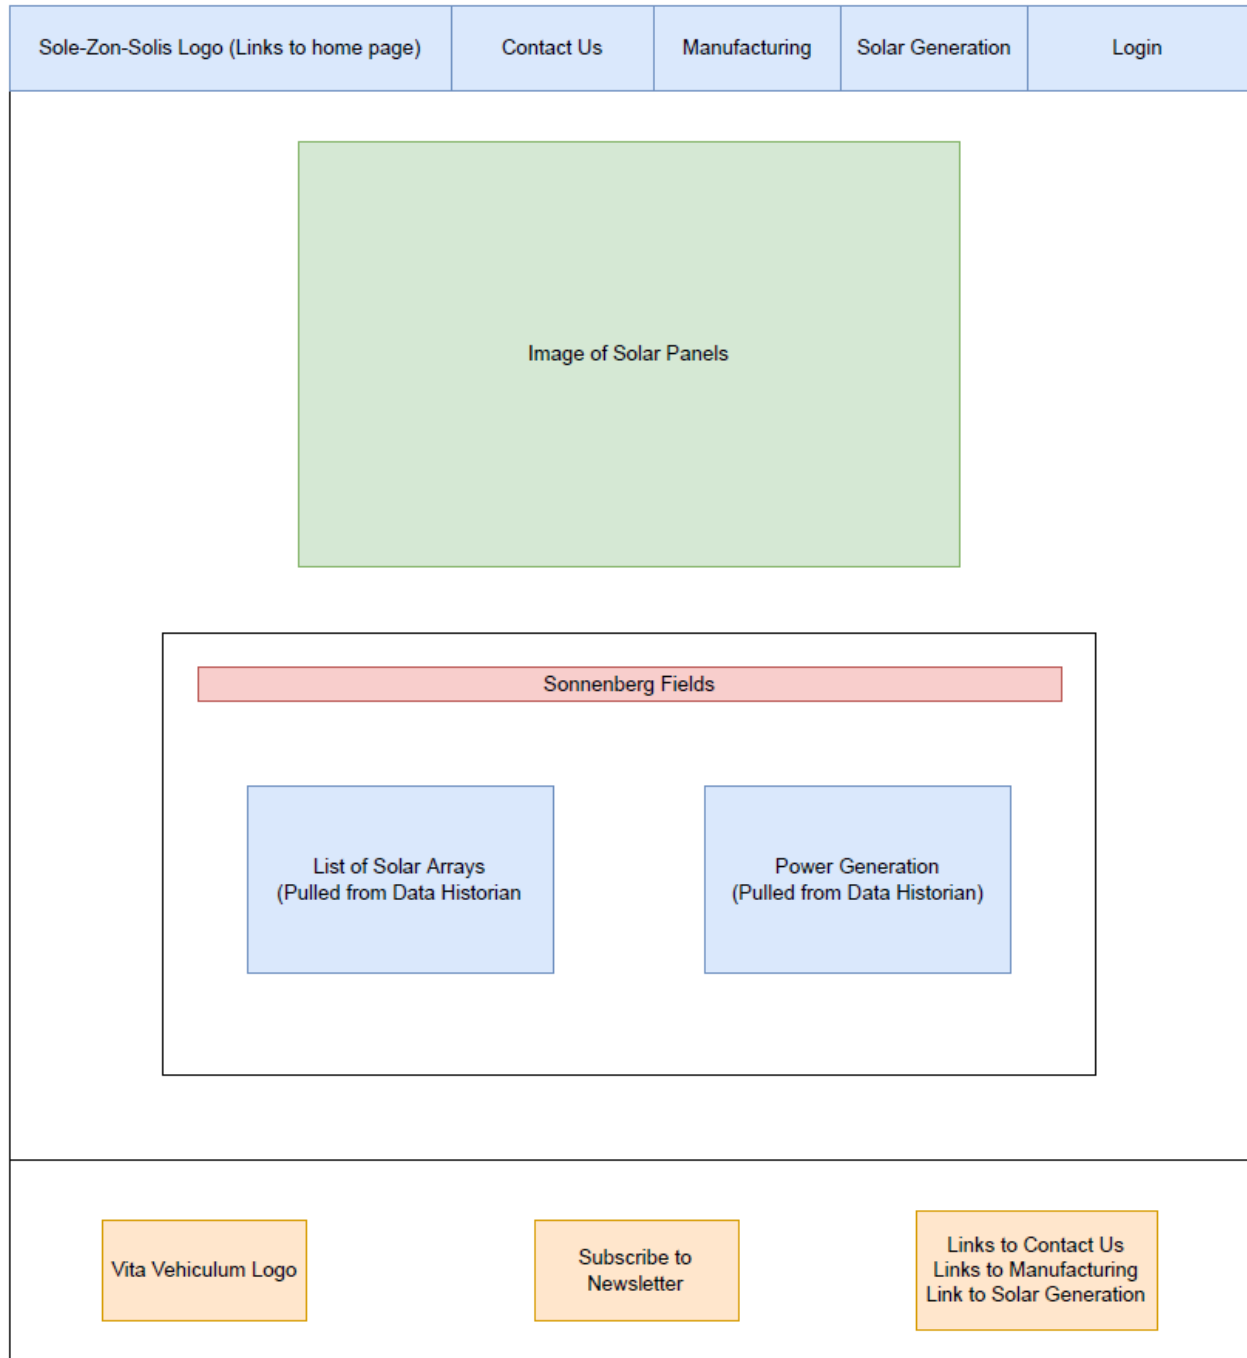 Sole-Zon-Solis Logo (Links to home page)
Contact Us
Manufacturing
Solar Generation
Login
Image of Solar Panels
Sonnenberg Fields
List of Solar Arrays
(Pulled from Data Historian
Power Generation
(Pulled from Data Historian)
Vita Vehiculum Logo
Subscribe to
Newsletter
Links to Contact Us
Links to Manufacturing
Link to Solar Generation